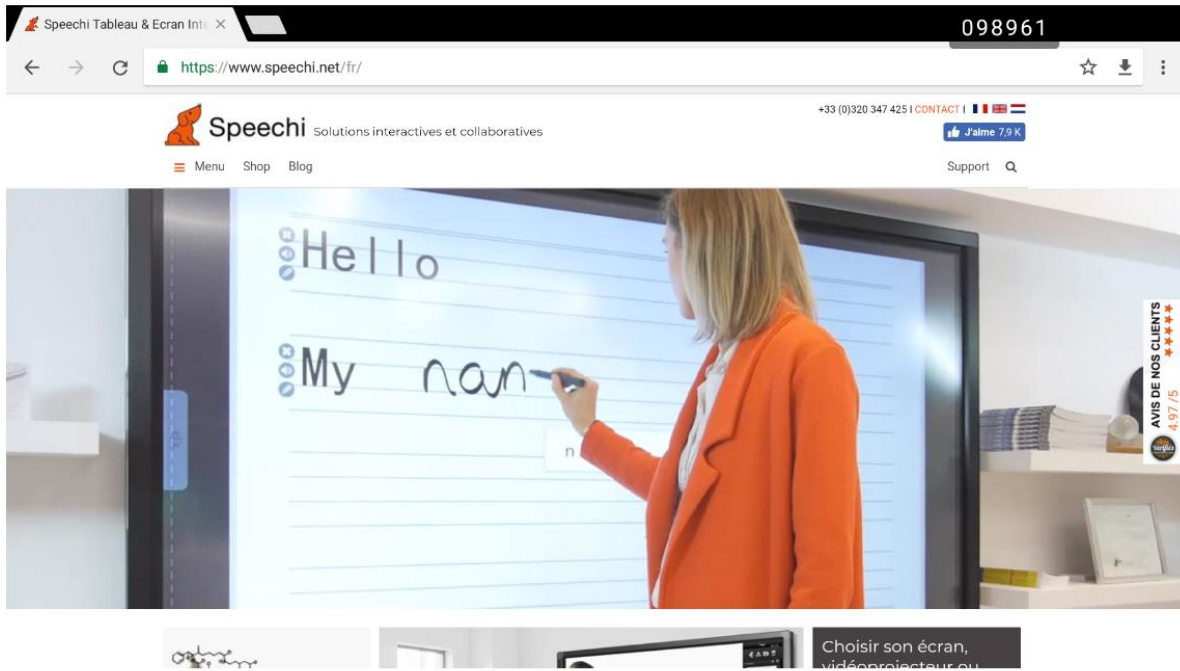 Speechi Tableau & Ecran Inte
098961
https://www.speechi.net/fr/
+33 (0)320 347 425 I CONTACT I
Speechi Solutions interactives et collaboratives
J'aime 7,9 K
Menu Shop Blog
Support
Hello
My nan
n
AVIS DE NOS CLIENTS
4.97 /5
Choisir son écran,
vidéoprojecteur ou